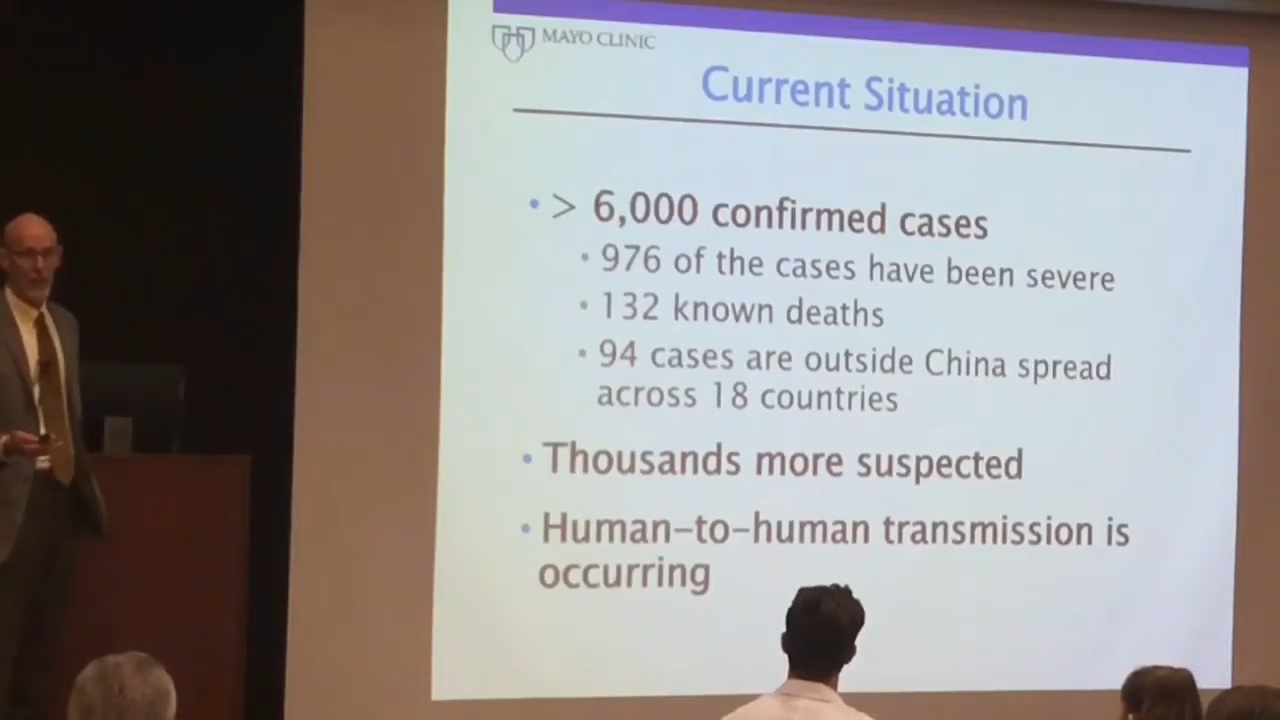 MAYO CLINIC
Current Situation
• > 6,000 confirmed cases
• 976 of the cases have been severe
• 132 known deaths
• 94 cases are outside China spread
across 18 countries
• Thousands more suspected
• Human-to-human transmission is
occurring